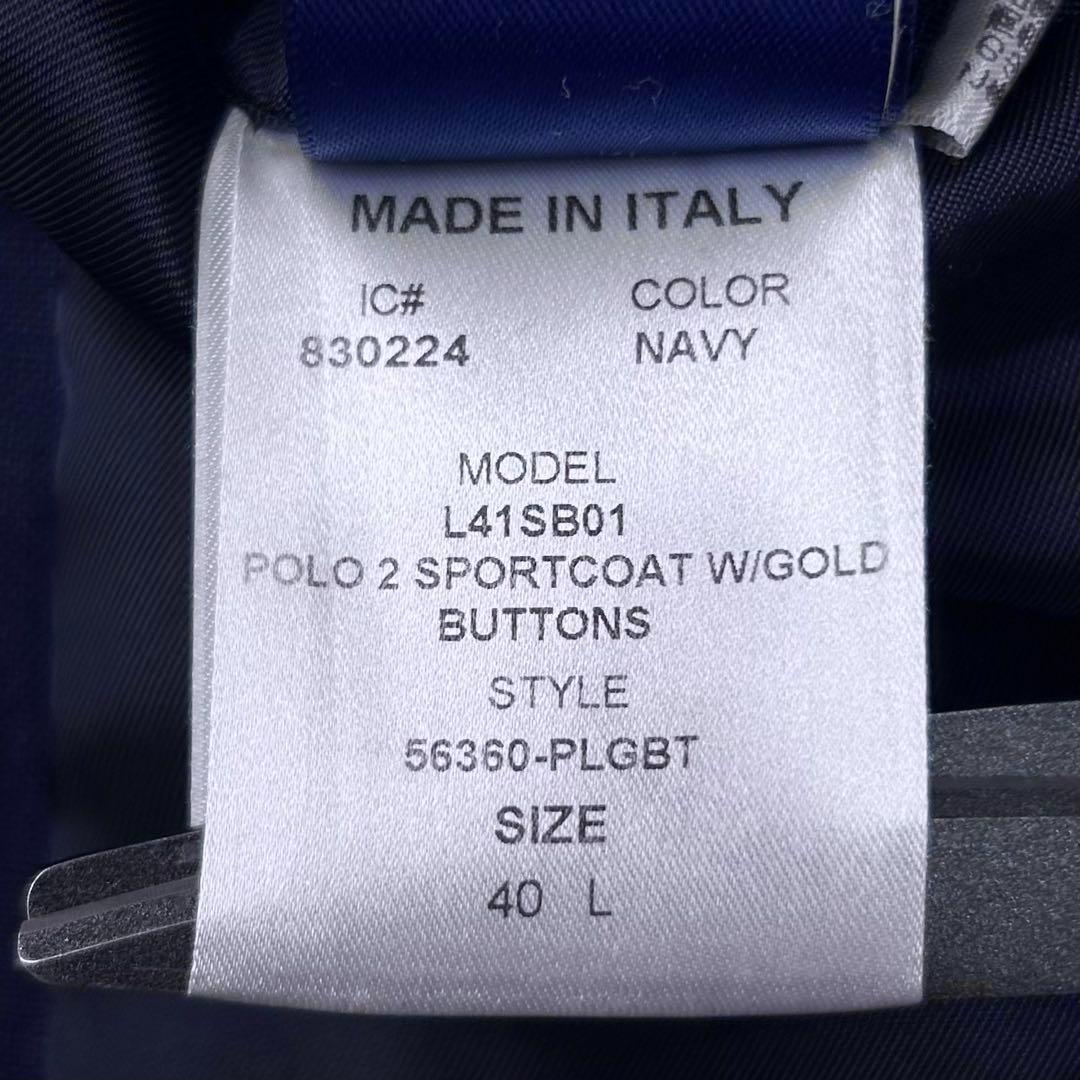 MADE IN ITALY
IC# COLOR
830224 NAVY
MODEL
L41SB01
POLO 2 SPORTCOAT W/GOLD
BUTTONS
STYLE
56360-PLGBT
SIZE
40 L